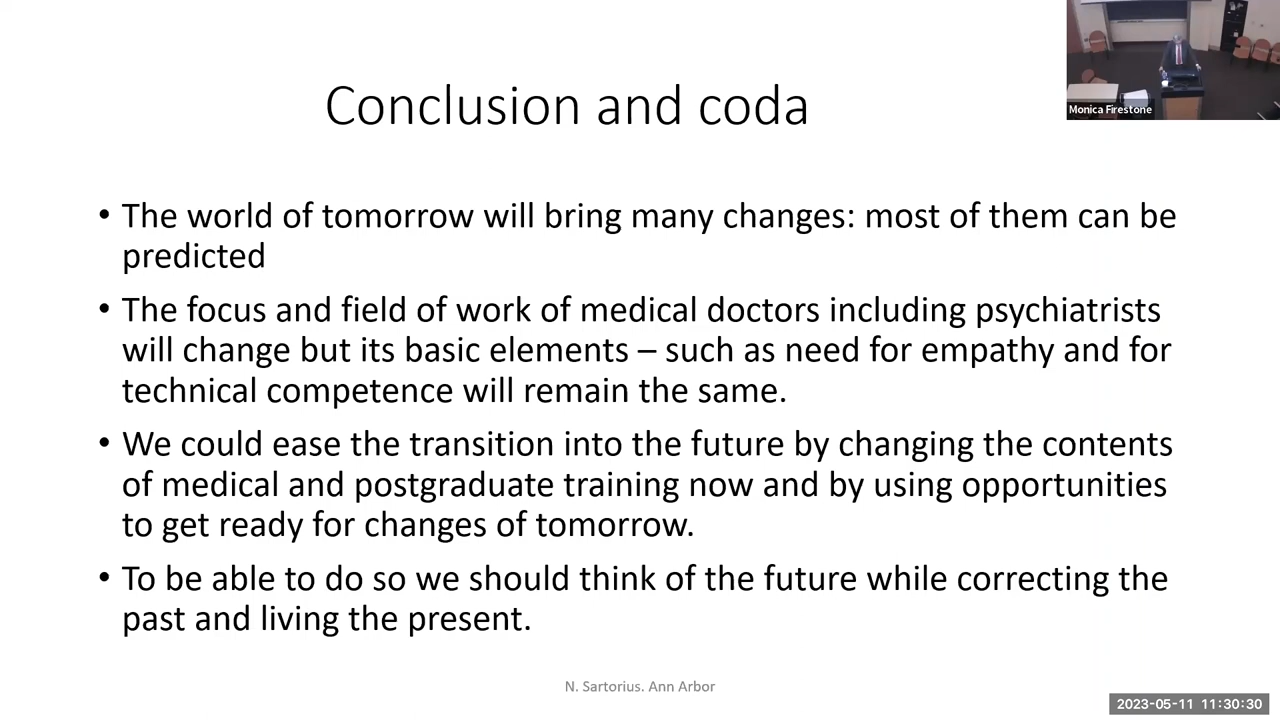 Conclusion and coda
Monica Firestone
• The world of tomorrow will bring many changes: most of them can be
predicted
• The focus and field of work of medical doctors including psychiatrists
will change but its basic elements – such as need for empathy and for
technical competence will remain the same.
• We could ease the transition into the future by changing the contents
of medical and postgraduate training now and by using opportunities
to get ready for changes of tomorrow.
• To be able to do so we should think of the future while correcting the
past and living the present.
N. Sartorius. Ann Arbor
2023-05-11 11:30:30